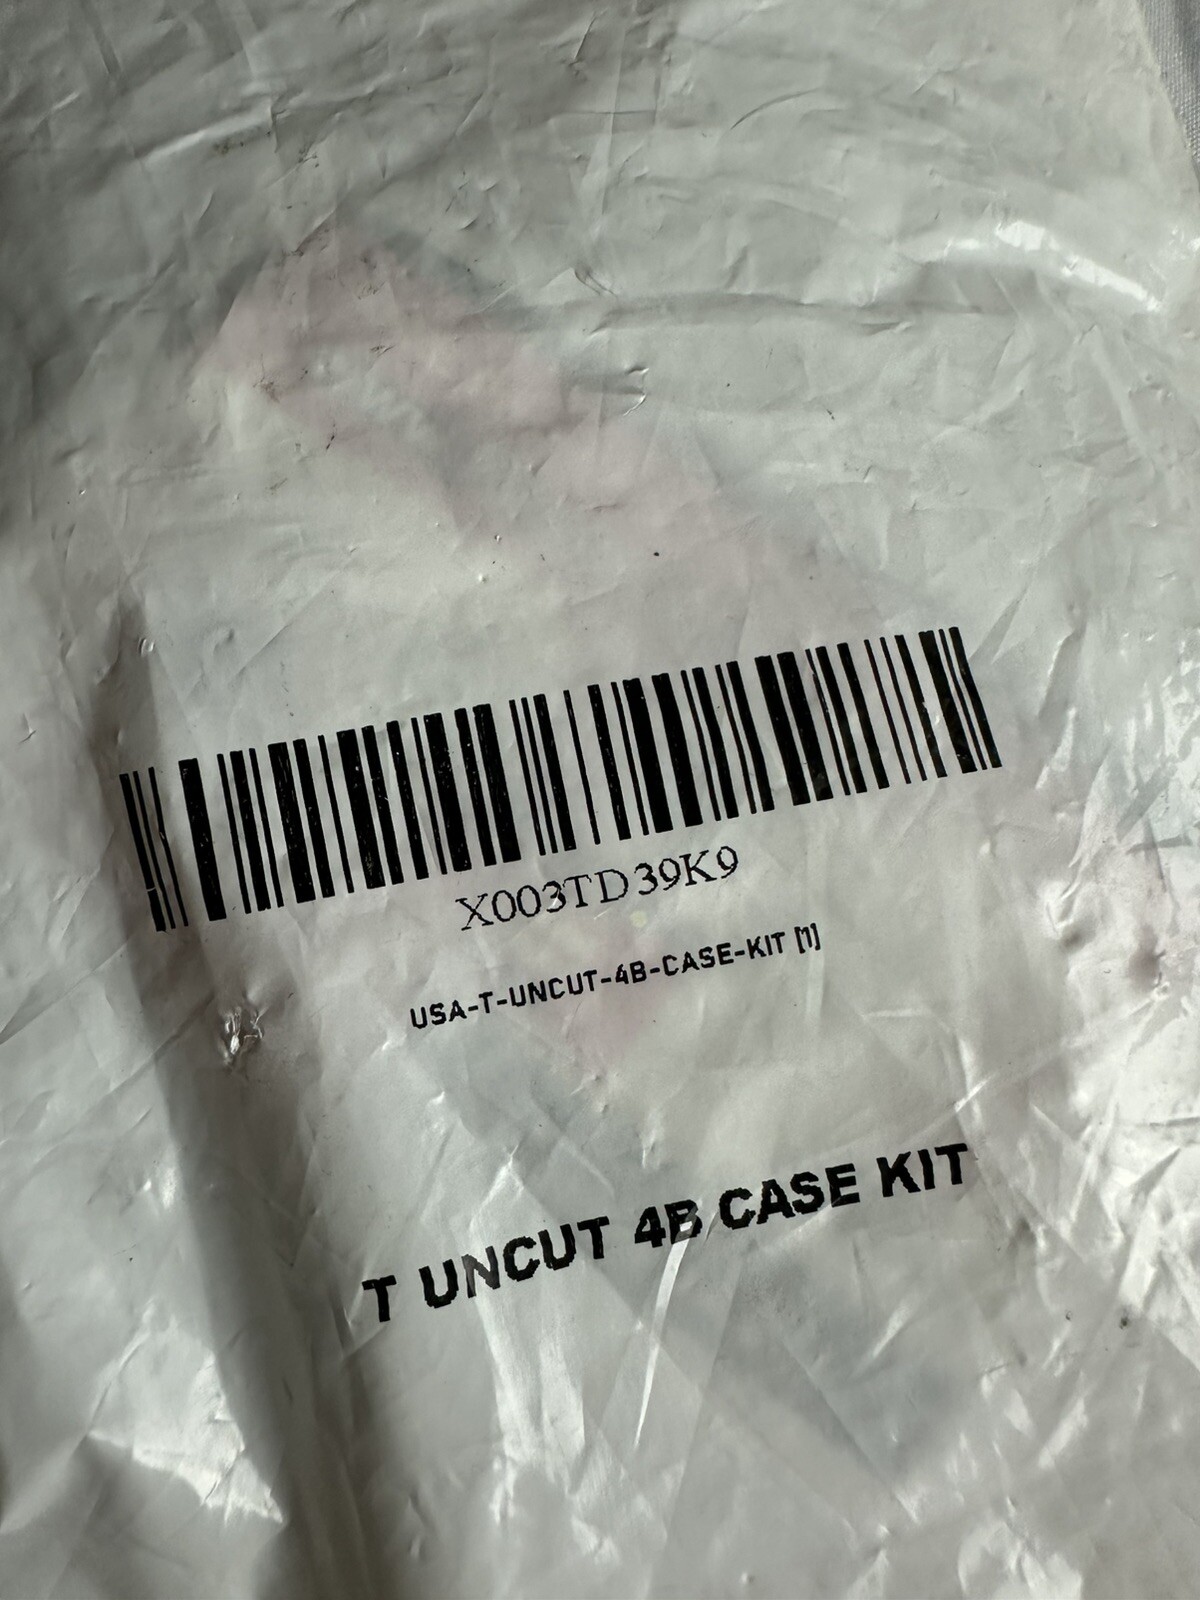 X003TD39K9
USA-T-UNCUT-4B-CASE-KIT [1]
T UNCUT 4B CASE KIT